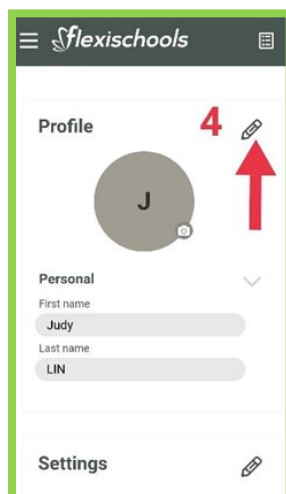 flexischools
Profile 4
J
Personal
First name
Judy
Last name
LIN
Settings